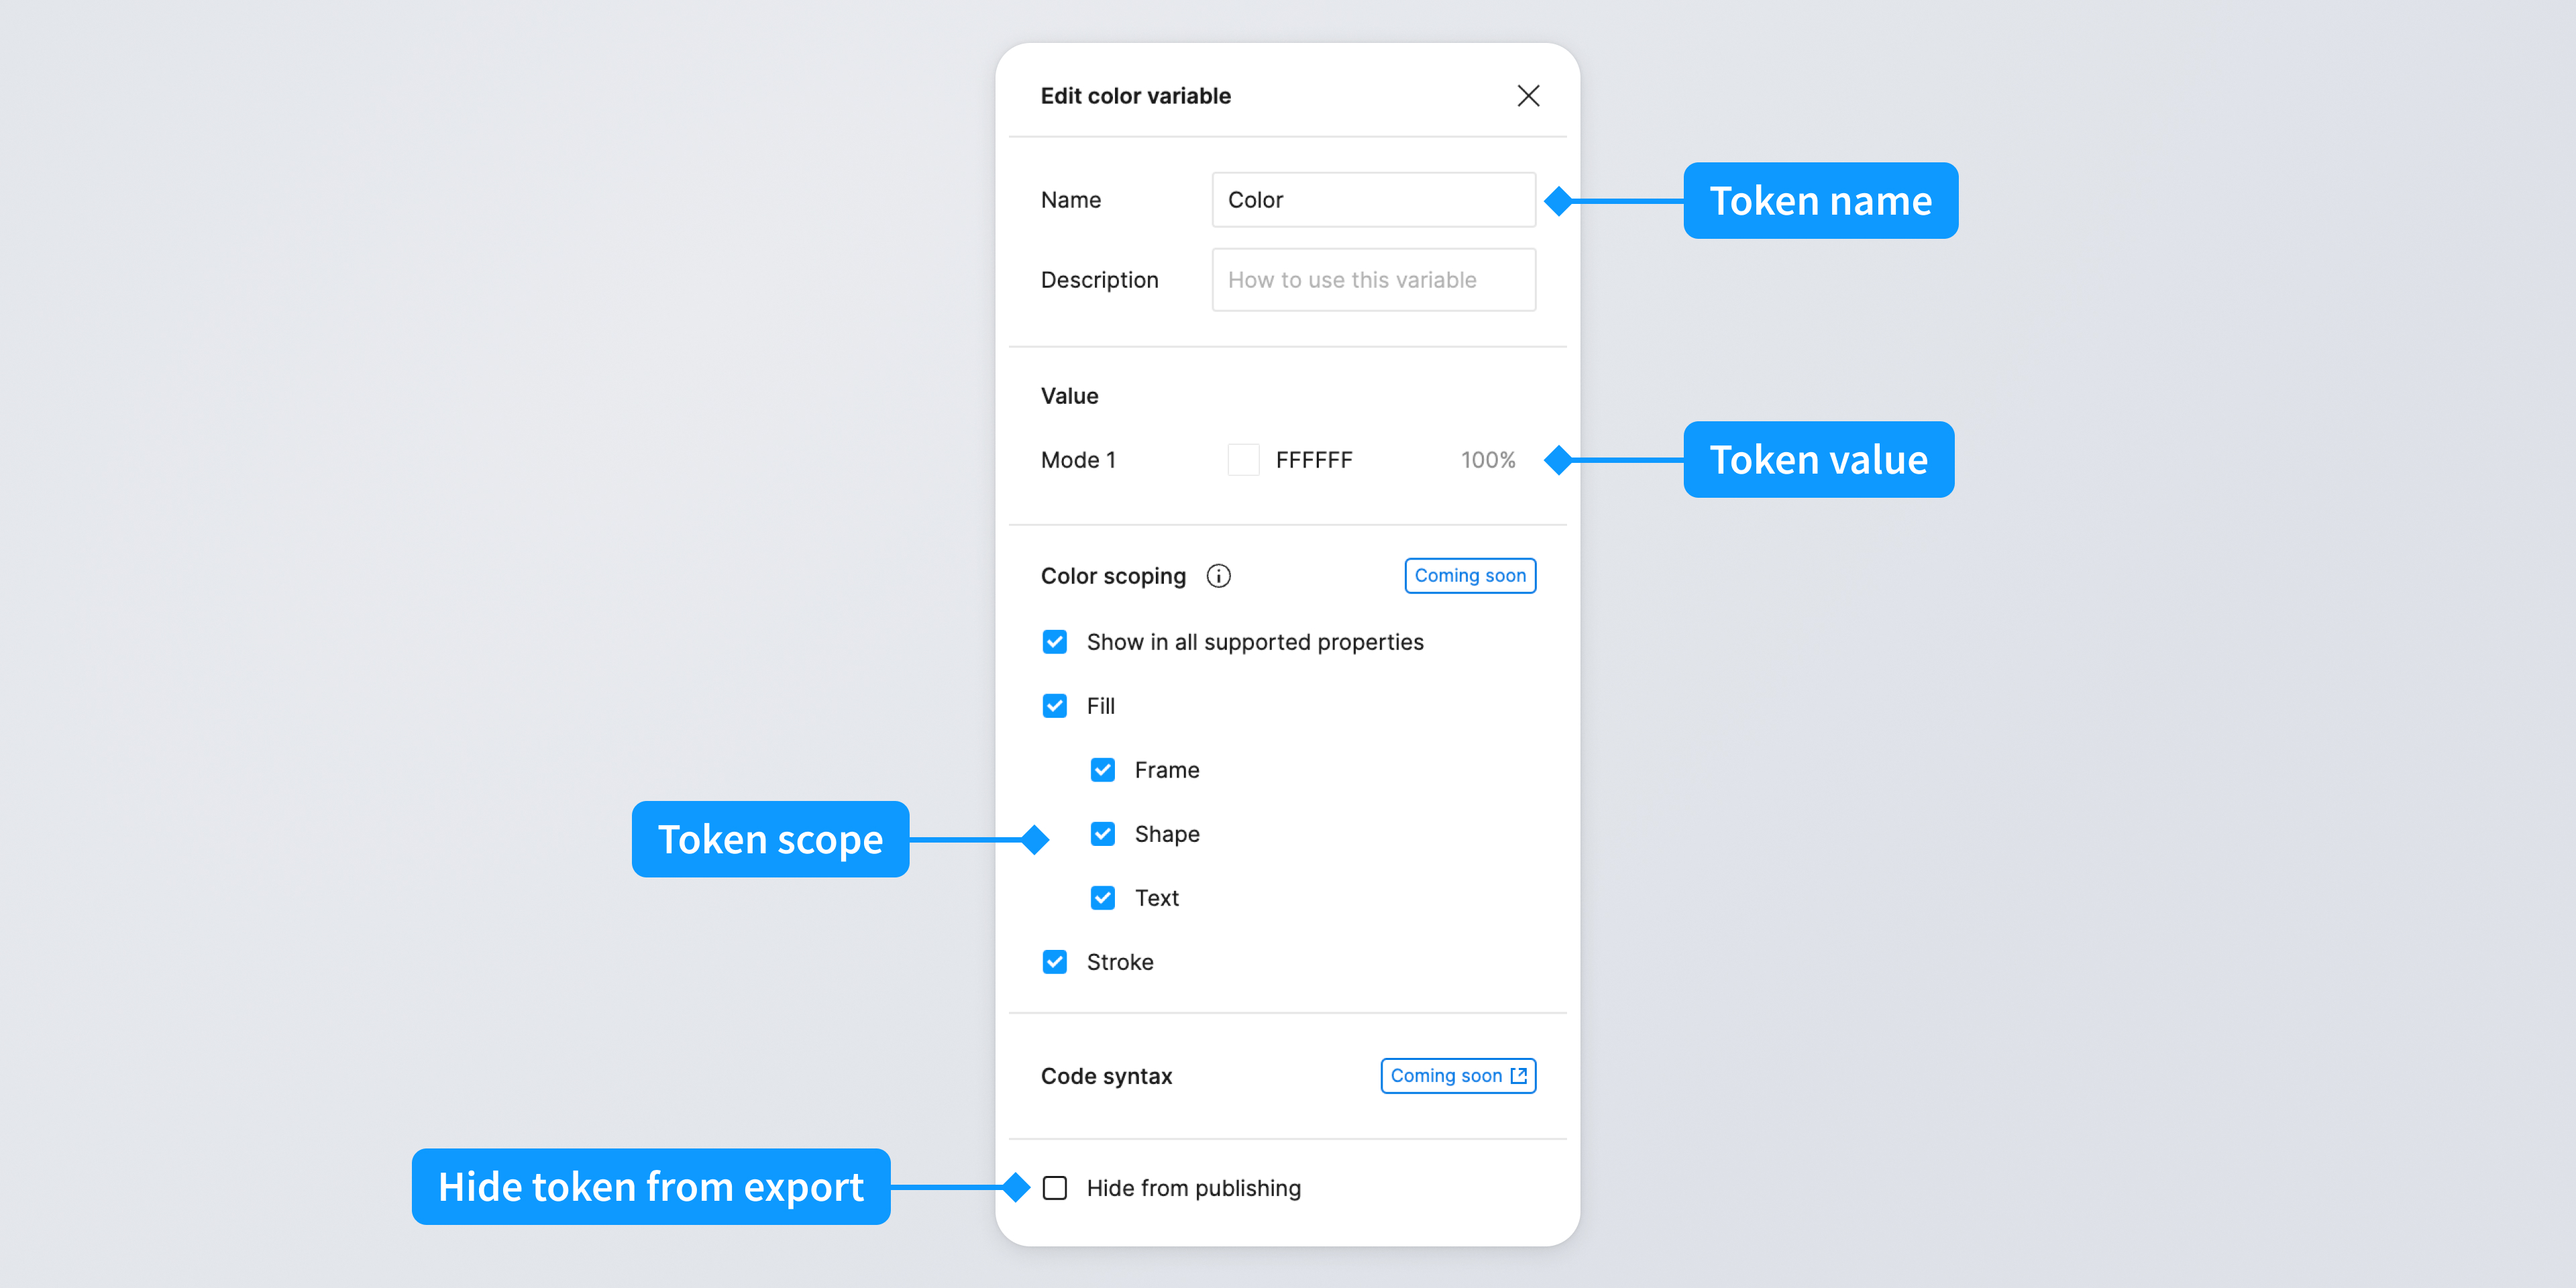 Edit color variable
Name
Color
Token name
Description
How to use this variable
Value
Mode 1
FFFFFF
100%
Token value
Color scoping
Coming soon
Show in all supported properties
Fill
Frame
Token scope
Shape
Text
Stroke
Code syntax
Coming soon
Hide token from export
Hide from publishing